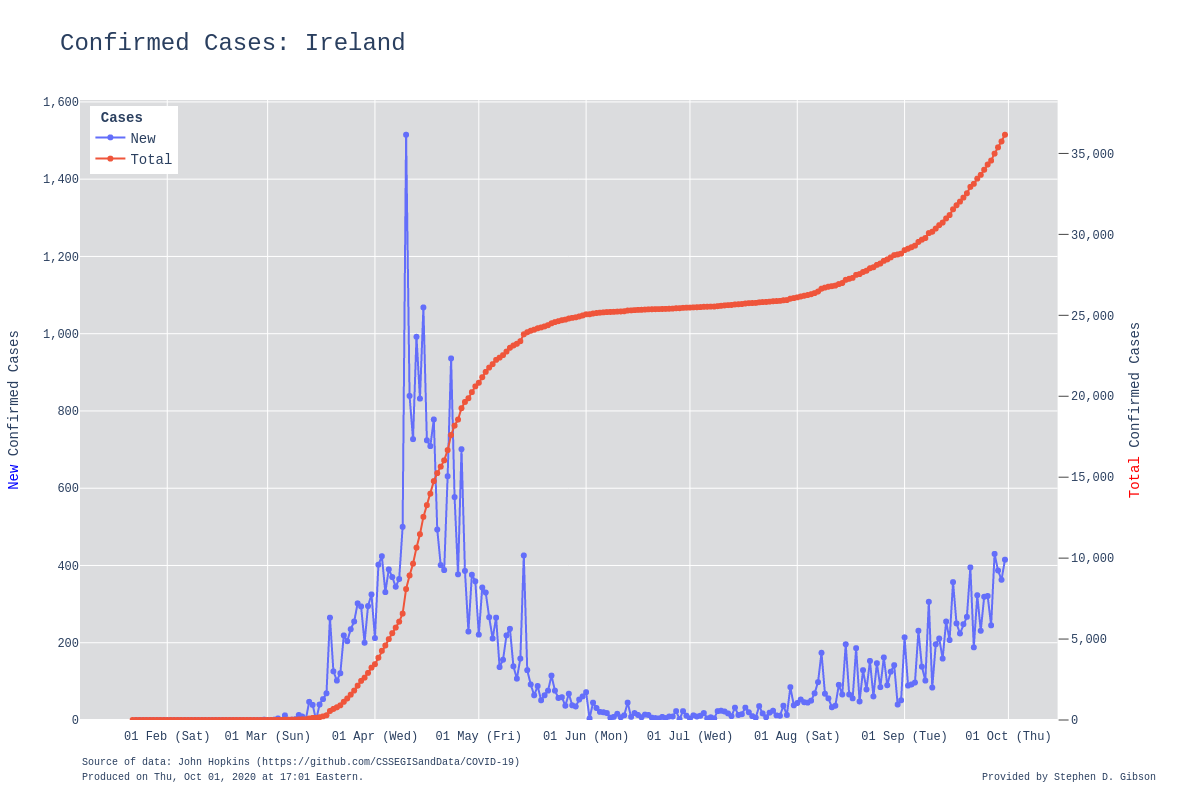 Confirmed Cases: Ireland
Cases
New
Total
1,600
1,400
1,200
1,000
800
600
400
200
0
New Confirmed Cases
35,000
30,000
25,000
20,000
15,000
10,000
5,000
0
Total Confirmed Cases
01 Feb (Sat) 01 Mar (Sun) 01 Apr (Wed) 01 May (Fri) 01 Jun (Mon) 01 Jul (Wed) 01 Aug (Sat) 01 Sep (Tue) 01 Oct (Thu)
Source of data: John Hopkins (https://github.com/CSSEGISandData/COVID-19)
Produced on Thu, Oct 01, 2020 at 17:01 Eastern.
Provided by Stephen D. Gibson